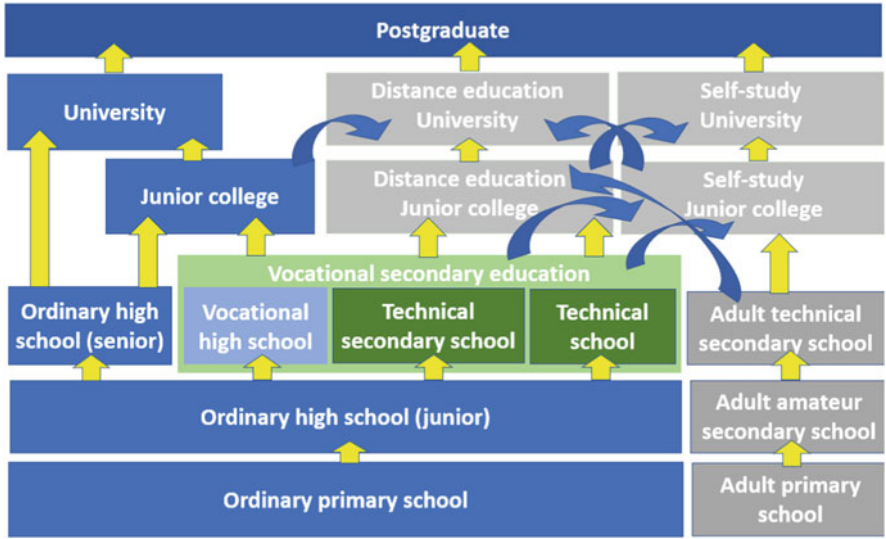 Postgraduate
University
Distance education
University
Self-study
University
Junior college
Distance education
Junior college
Self-study
Junior college
Vocational secondary education
Ordinary high
school (senior)
Vocational
high school
Technical
secondary school
Technical
school
Adult technical
secondary school
Ordinary high school (junior)
Adult amateur
secondary school
Ordinary primary school
Adult primary
school